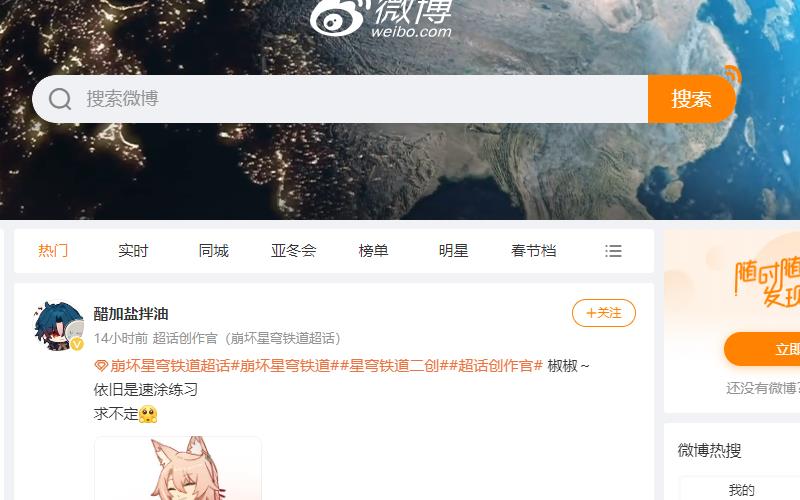 微博
weibo.com
搜索微博
搜索
热门 实时 同城 亚冬会 榜单 明星 春节档
醋加盐拌油
+关注
14小时前 超话创作官（崩坏星穹铁道超话）
崩坏星穹铁道超话#崩坏星穹铁道##星穹铁道二创##超话创作官# 椒椒～
依旧是速涂练习
求不定
随时随
发现
立即
还没有微博?
微博热搜
我的